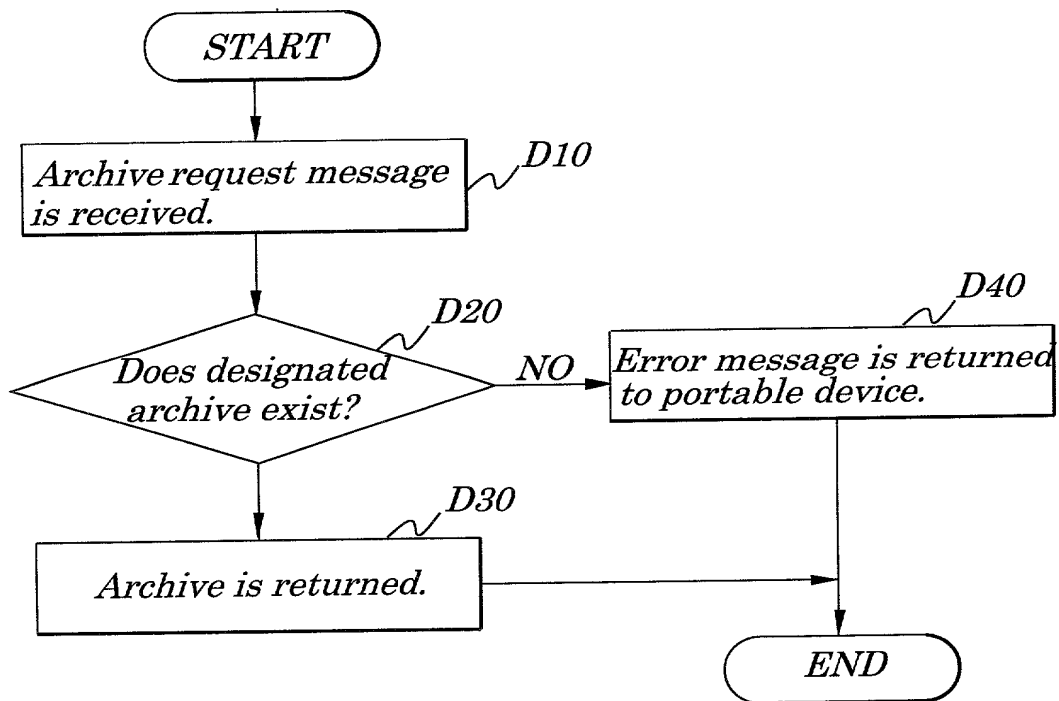 START
D10
Archive request message
is received.
D20
Does designated
archive exist?
NO
D40
Error message is returned
to portable device.
D30
Archive is returned.
END